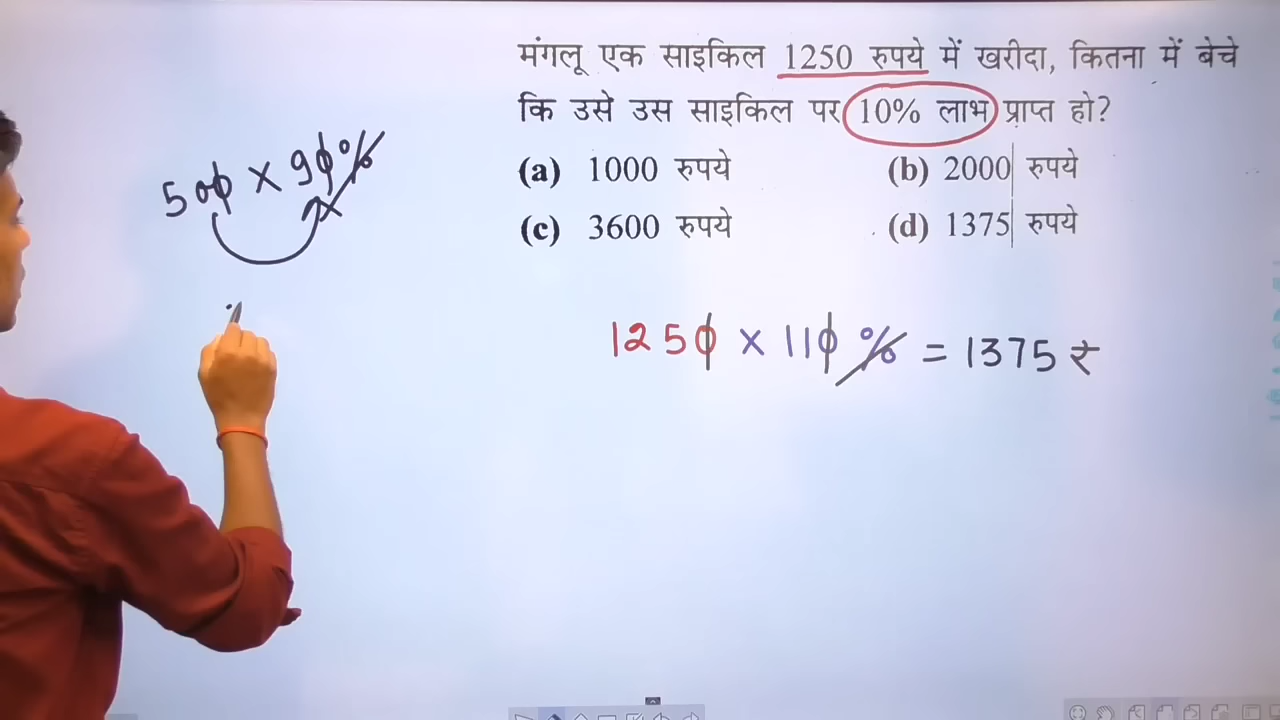 मंगलू एक साइकिल 1250 रुपये में खरीदा, कितना में बेचे
कि उसे उस साइकिल पर 10% लाभ प्राप्त हो?
(a) 1000 रुपये (b) 2000 रुपये
(c) 3600 रुपये (d) 1375 रुपये
500 × 90%
1250 × 110% = 1375 ₹